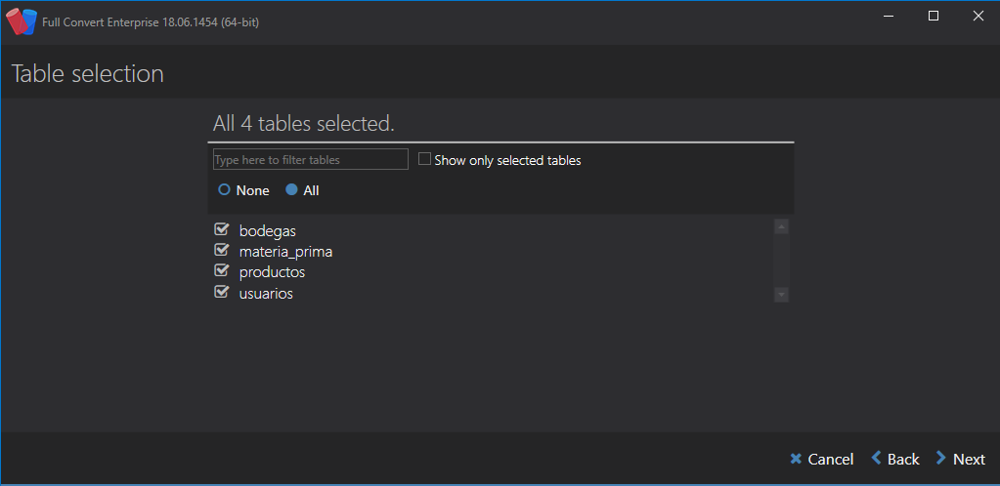 Full Convert Enterprise 18.06.1454 (64-bit)
Table selection
All 4 tables selected.
Type here to filter tables Show only selected tables
None All
bodegas
materia_prima
productos
usuarios
Cancel Back Next